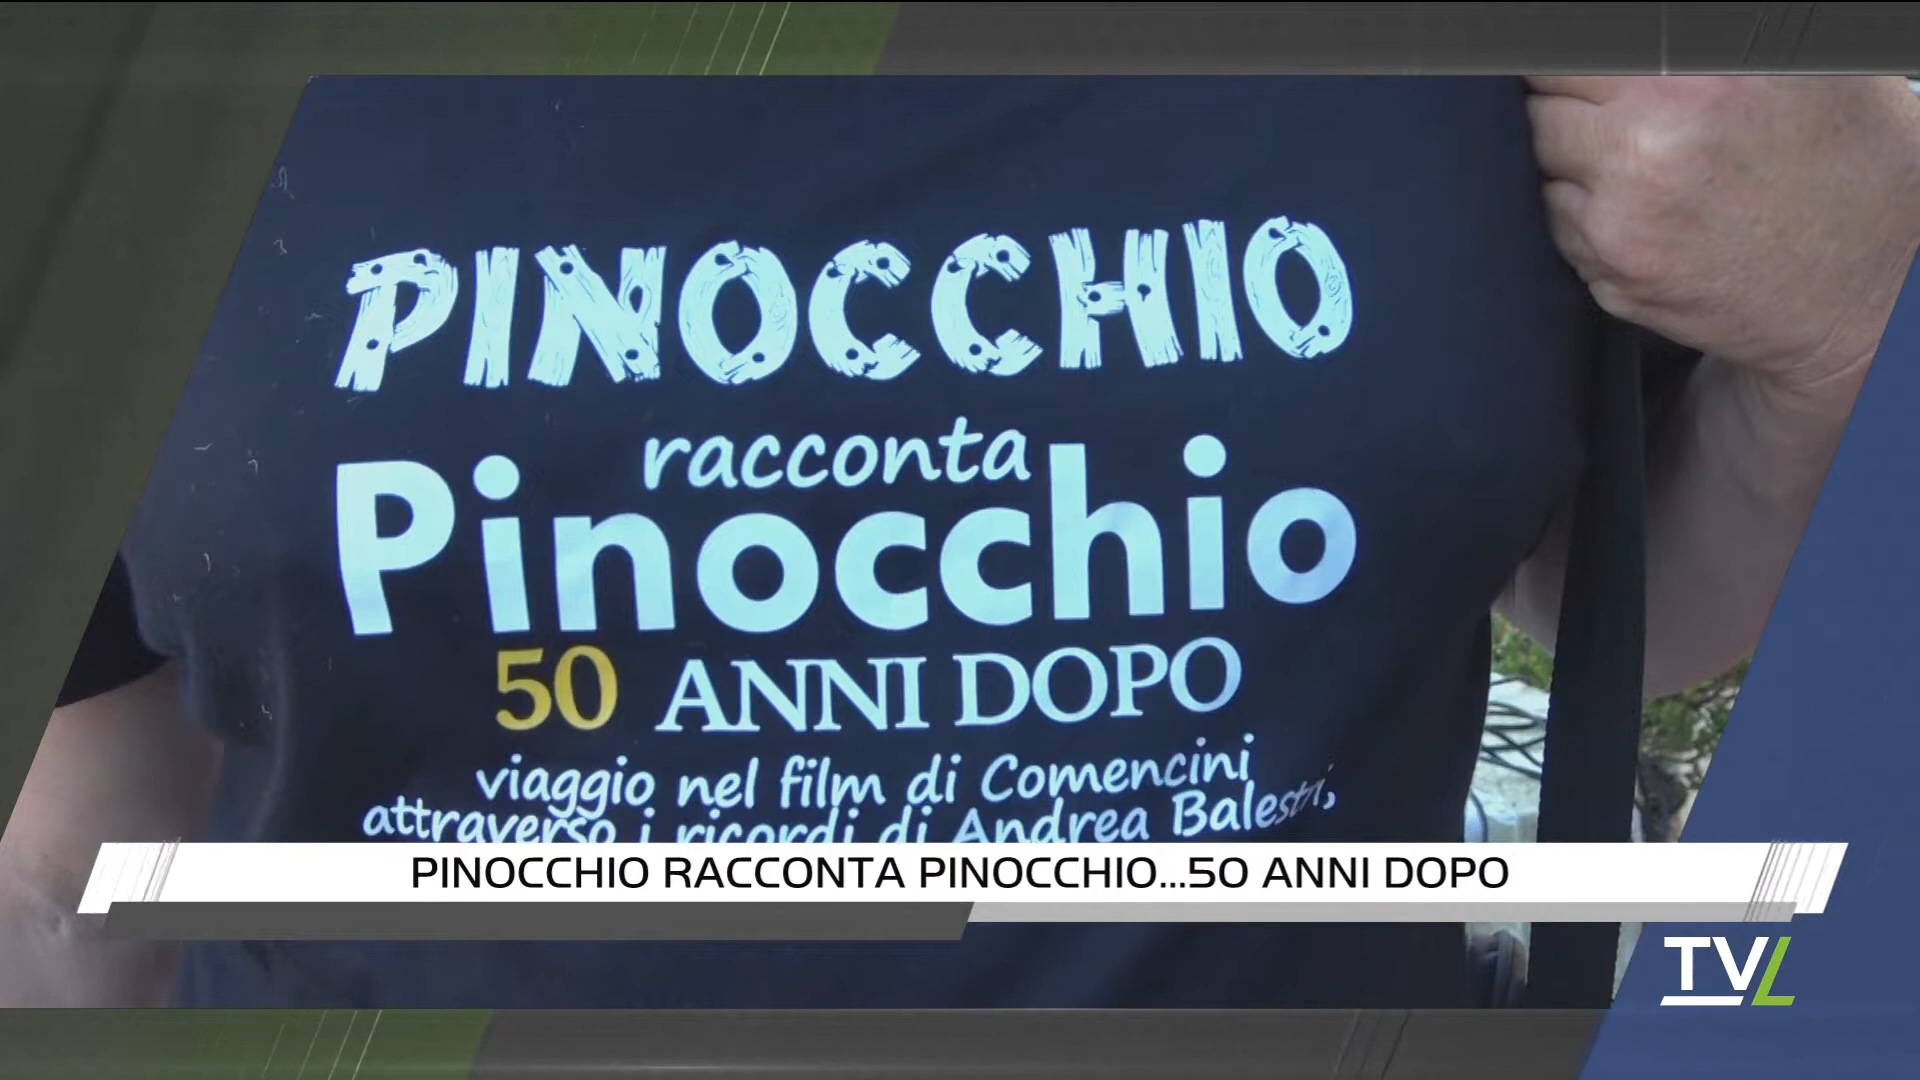 PINOCCHIO
racconta
Pinocchio
50 ANNI DOPO
viaggio nel film di Comencini
attraverso i ricordi di Andrea Balestri,
PINOCCHIO RACCONTA PINOCCHIO...50 ANNI DOPO
TVL